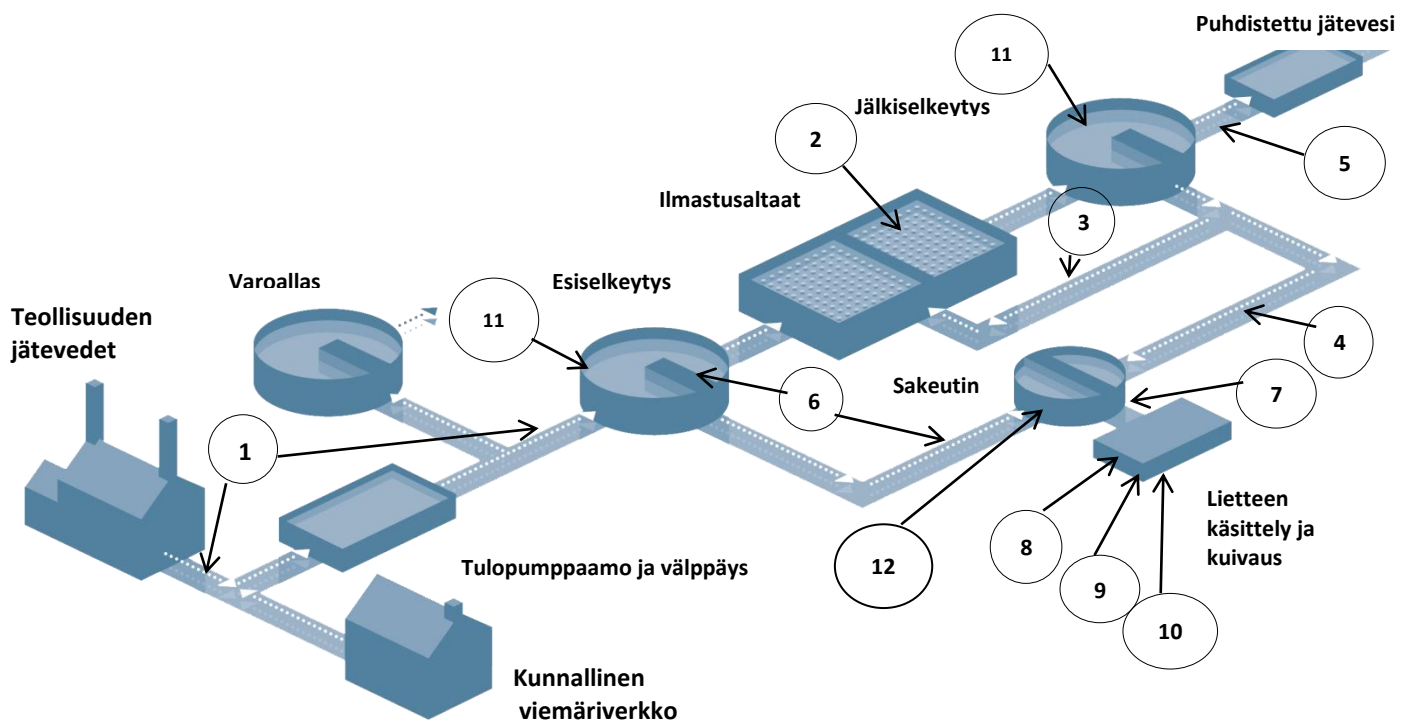 Puhdistettu jätevesi
11
Jälkiselkeytys
2
5
Ilmastusaltaat
3
Varoallas
Esiselkeytys
11
Teollisuuden
jätevedet
4
Sakeutin
7
6
1
Lietteen
käsittely ja
kuivaus
8
12
Tulopumppaamo ja välppäys
9
10
Kunnallinen
viemäriverkko